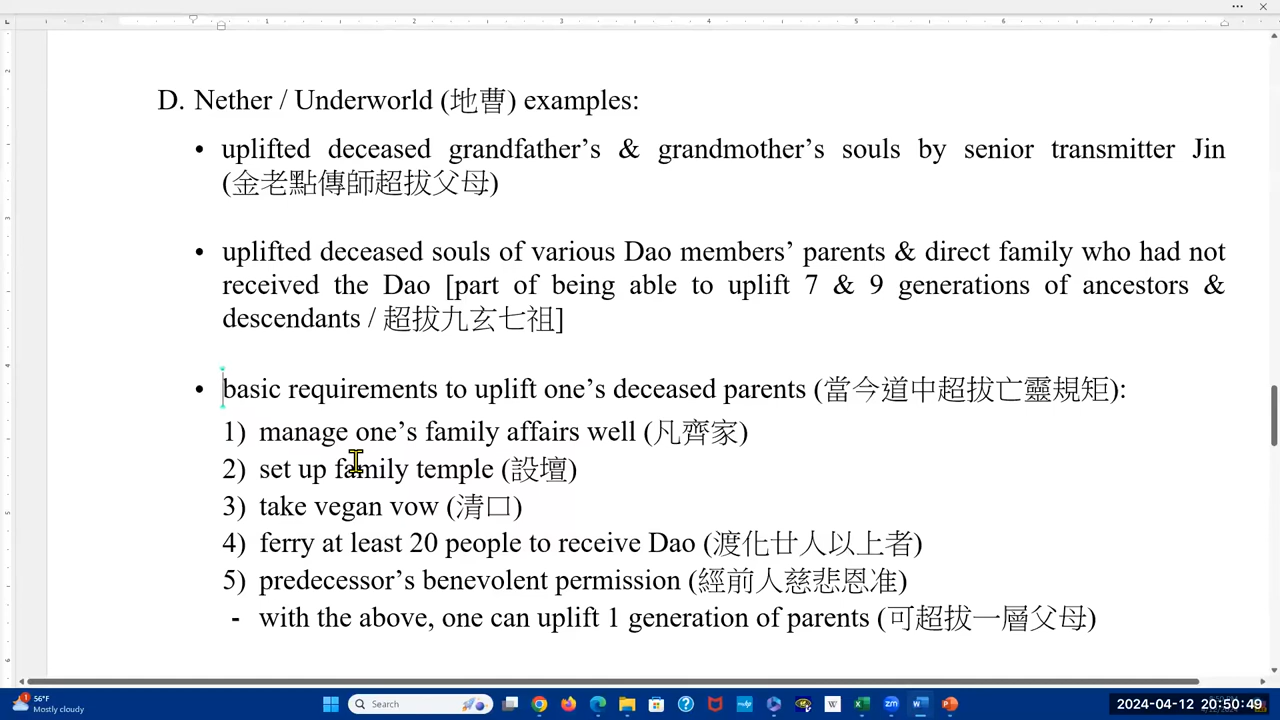 D. Nether / Underworld (地曹) examples:
• uplifted deceased grandfather’s & grandmother’s souls by senior transmitter Jin
(金老點傳師超拔父母)
• uplifted deceased souls of various Dao members’ parents & direct family who had not
received the Dao [part of being able to uplift 7 & 9 generations of ancestors &
descendants / 超拔九玄七祖]
• basic requirements to uplift one’s deceased parents (當今道中超拔亡靈規矩):
1) manage one’s family affairs well (凡齊家)
2) set up family temple (設壇)
3) take vegan vow (清口)
4) ferry at least 20 people to receive Dao (渡化廿人以上者)
5) predecessor’s benevolent permission (經前人慈悲恩准)
- with the above, one can uplift 1 generation of parents (可超拔一層父母)
56°F
Mostly cloudy
Search
2024-04-12 20:50:49